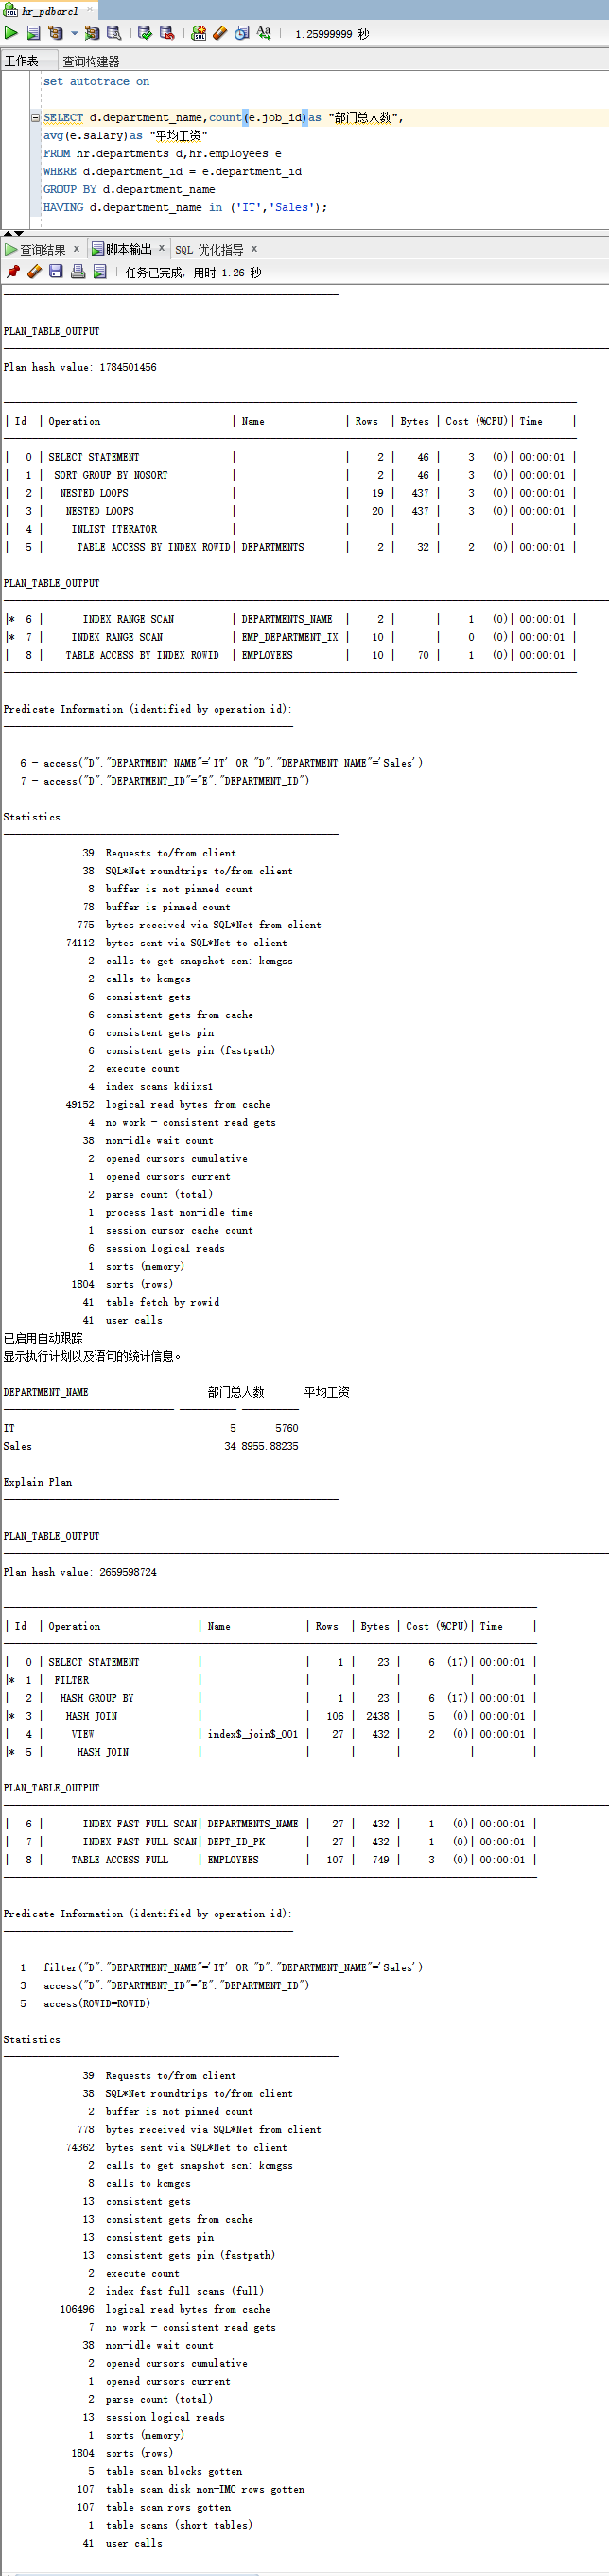 hr_pdborcl
1.25999999 秒
工作表 查询构建器
set autotrace on
SELECT d.department_name,count(e.job_id)as "部门总人数",
avg(e.salary)as "平均工资"
FROM hr.departments d,hr.employees e
WHERE d.department_id = e.department_id
GROUP BY d.department_name
HAVING d.department_name in ('IT','Sales');
查询结果 x 脚本输出 x SQL 优化指导 x
任务已完成, 用时 1.26 秒
PLAN_TABLE_OUTPUT
Plan hash value: 1784501456
| Id | Operation | Name | Rows | Bytes | Cost (%CPU)| Time |
| 0 | SELECT STATEMENT | | 2 | 46 | 3 (0)| 00:00:01 |
| 1 | SORT GROUP BY NOSORT | | 2 | 46 | 3 (0)| 00:00:01 |
| 2 | NESTED LOOPS | | 19 | 437 | 3 (0)| 00:00:01 |
| 3 | NESTED LOOPS | | 20 | 437 | 3 (0)| 00:00:01 |
| 4 | INLIST ITERATOR | | | | | |
| 5 | TABLE ACCESS BY INDEX ROWID| DEPARTMENTS | 2 | 32 | 2 (0)| 00:00:01 |
PLAN_TABLE_OUTPUT
|* 6 | INDEX RANGE SCAN | DEPARTMENTS_NAME | 2 | | 1 (0)| 00:00:01 |
|* 7 | INDEX RANGE SCAN | EMP_DEPARTMENT_IX | 10 | | 0 (0)| 00:00:01 |
| 8 | TABLE ACCESS BY INDEX ROWID | EMPLOYEES | 10 | 70 | 1 (0)| 00:00:01 |
Predicate Information (identified by operation id):
6 - access("D"."DEPARTMENT_NAME"='IT' OR "D"."DEPARTMENT_NAME"='Sales')
7 - access("D"."DEPARTMENT_ID"="E"."DEPARTMENT_ID")
Statistics
39 Requests to/from client
38 SQL*Net roundtrips to/from client
8 buffer is not pinned count
78 buffer is pinned count
775 bytes received via SQL*Net from client
74112 bytes sent via SQL*Net to client
2 calls to get snapshot scn: kcmgss
2 calls to kcmgcs
6 consistent gets
6 consistent gets from cache
6 consistent gets pin
6 consistent gets pin (fastpath)
2 execute count
4 index scans kdiixs1
49152 logical read bytes from cache
4 no work - consistent read gets
38 non-idle wait count
2 opened cursors cumulative
1 opened cursors current
2 parse count (total)
1 process last non-idle time
1 session cursor cache count
6 session logical reads
1 sorts (memory)
1804 sorts (rows)
41 table fetch by rowid
41 user calls
已启用自动跟踪
显示执行计划以及语句的统计信息。
DEPARTMENT_NAME 部门总人数 平均工资
IT 5 5760
Sales 34 8955.88235
Explain Plan
PLAN_TABLE_OUTPUT
Plan hash value: 2659598724
| Id | Operation | Name | Rows | Bytes | Cost (%CPU)| Time |
| 0 | SELECT STATEMENT | | 1 | 23 | 6 (17)| 00:00:01 |
|* 1 | FILTER | | | | | |
| 2 | HASH GROUP BY | | 1 | 23 | 6 (17)| 00:00:01 |
|* 3 | HASH JOIN | | 106 | 2438 | 5 (0)| 00:00:01 |
| 4 | VIEW | index$_join$_001 | 27 | 432 | 2 (0)| 00:00:01 |
|* 5 | HASH JOIN | | | | | |
PLAN_TABLE_OUTPUT
| 6 | INDEX FAST FULL SCAN| DEPARTMENTS_NAME | 27 | 432 | 1 (0)| 00:00:01 |
| 7 | INDEX FAST FULL SCAN| DEPT_ID_PK | 27 | 432 | 1 (0)| 00:00:01 |
| 8 | TABLE ACCESS FULL | EMPLOYEES | 107 | 749 | 3 (0)| 00:00:01 |
Predicate Information (identified by operation id):
1 - filter("D"."DEPARTMENT_NAME"='IT' OR "D"."DEPARTMENT_NAME"='Sales')
3 - access("D"."DEPARTMENT_ID"="E"."DEPARTMENT_ID")
5 - access(ROWID=ROWID)
Statistics
39 Requests to/from client
38 SQL*Net roundtrips to/from client
2 buffer is not pinned count
778 bytes received via SQL*Net from client
74362 bytes sent via SQL*Net to client
2 calls to get snapshot scn: kcmgss
8 calls to kcmgcs
13 consistent gets
13 consistent gets from cache
13 consistent gets pin
13 consistent gets pin (fastpath)
2 execute count
2 index fast full scans (full)
106496 logical read bytes from cache
7 no work - consistent read gets
38 non-idle wait count
2 opened cursors cumulative
1 opened cursors current
2 parse count (total)
13 session logical reads
1 sorts (memory)
1804 sorts (rows)
5 table scan blocks gotten
107 table scan disk non-IMC rows gotten
107 table scan rows gotten
1 table scans (short tables)
41 user calls